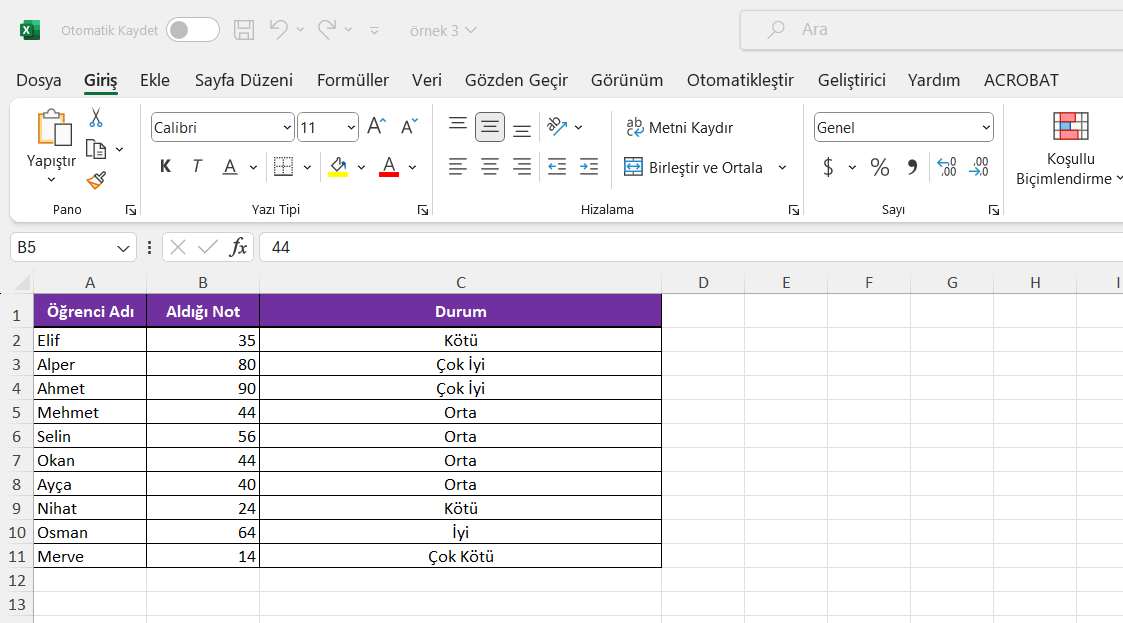 Otomatik Kaydet örnek 3 Ara
Dosya Giriş Ekle Sayfa Düzeni Formüller Veri Gözden Geçir Görünüm Otomatikleştir Geliştirici Yardım ACROBAT
Yapıştır
Calibri 11
K T A A
Metni Kaydır
Birleştir ve Ortala
Genel
$ %
Koşullu
Biçimlendirme
Pano Yazı Tipi Hizalama Sayı
B5 fx 44
A B C D E F G H I
1 Öğrenci Adı Aldığı Not Durum
2 Elif 35 Kötü
3 Alper 80 Çok İyi
4 Ahmet 90 Çok İyi
5 Mehmet 44 Orta
6 Selin 56 Orta
7 Okan 44 Orta
8 Ayça 40 Orta
9 Nihat 24 Kötü
10 Osman 64 İyi
11 Merve 14 Çok Kötü
12
13